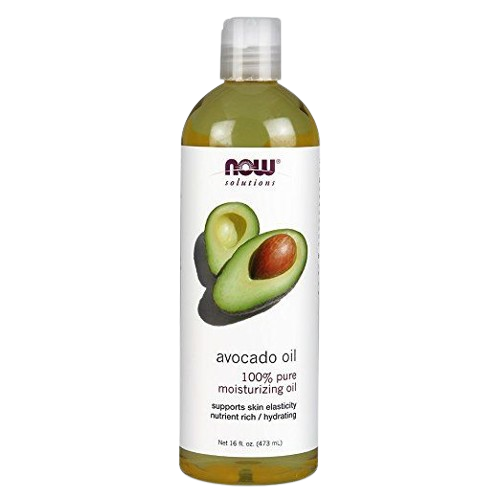 now®
solutions
avocado oil
100% pure
moisturizing oil
supports skin elasticity
nutrient rich / hydrating
Net 16 fl. oz. (473 mL)